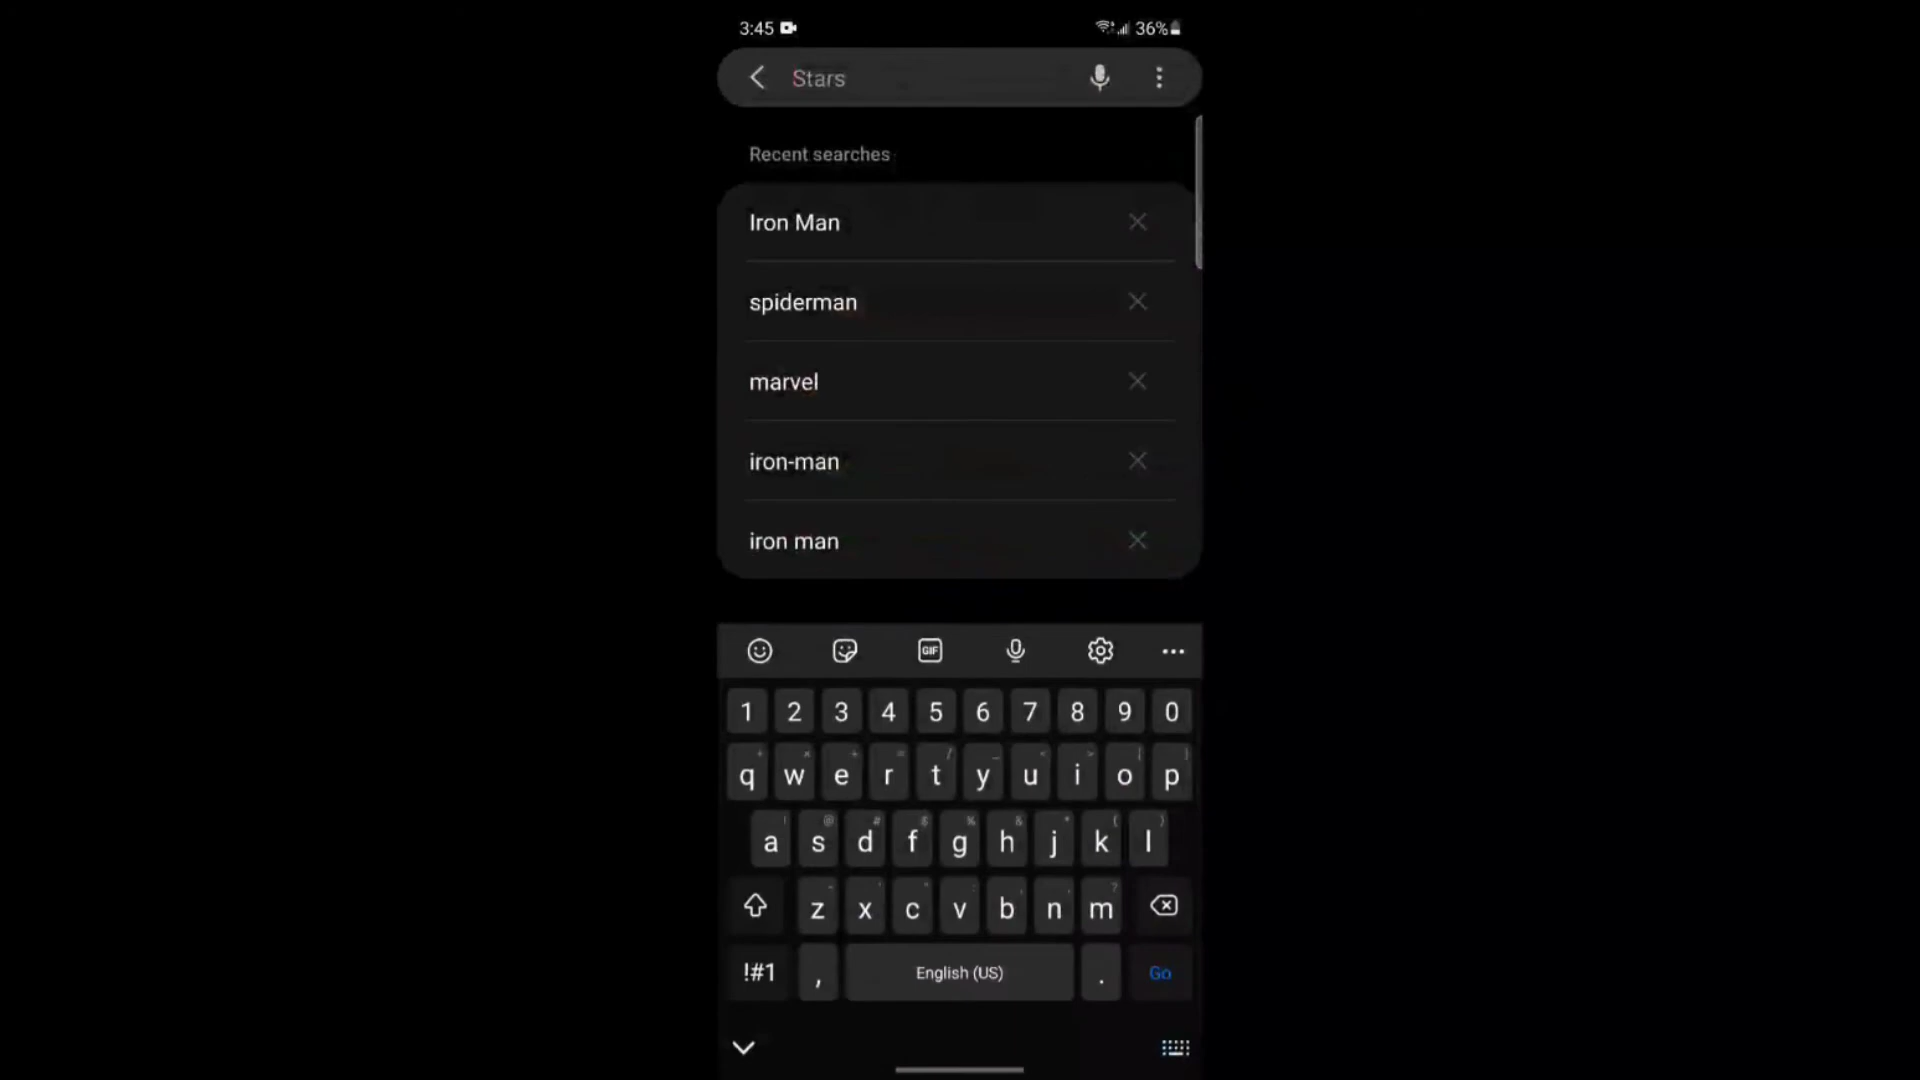 3:45 36%
Stars
Recent searches
Iron Man
spiderman
marvel
iron-man
iron man
GIF
1 2 3 4 5 6 7 8 9 0
q w e r t y u i o p
a s d f g h j k l
z x c v b n m
!#1 , English (US) . Go